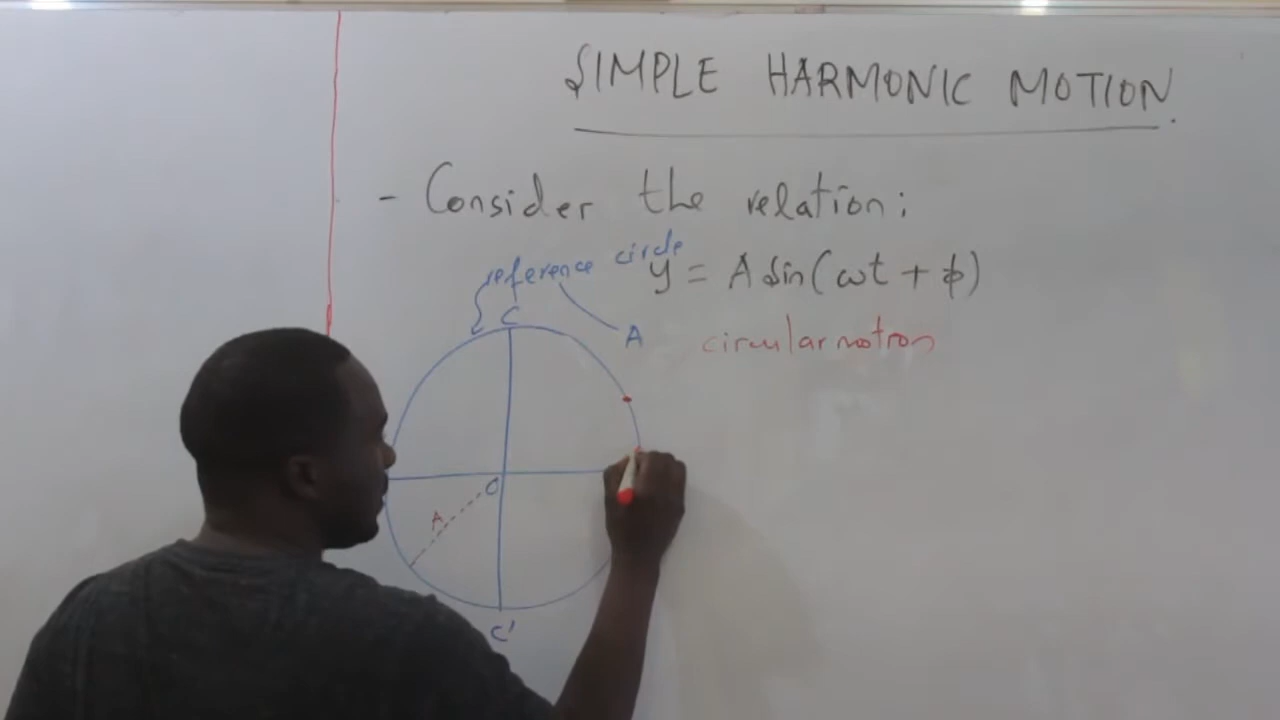 SIMPLE HARMONIC MOTION.
- Consider the relation:
reference circle
y = A sin(ωt + ϕ)
C
A
circular motion
O
A
C'